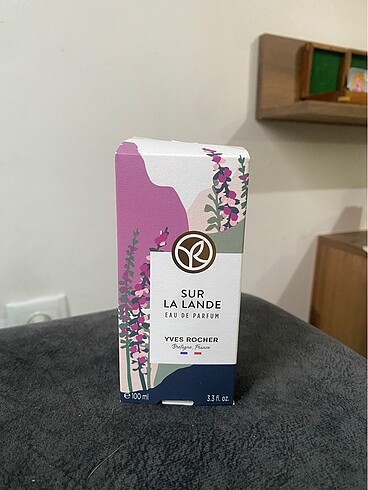 SUR
LA LANDE
EAU DE PARFUM
YVES ROCHER
Bretagne, France
℮ 100 ml 3.3 fl. oz.